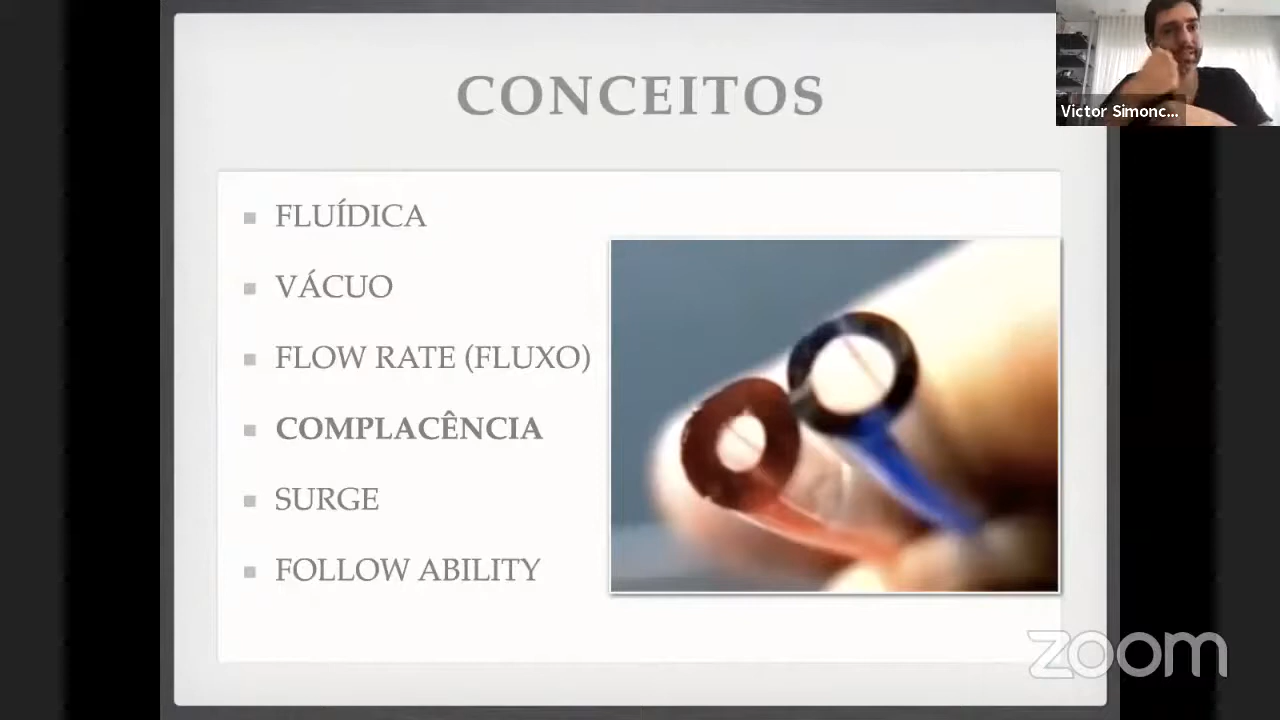 CONCEITOS
Victor Simonc...
FLUÍDICA
VÁCUO
FLOW RATE (FLUXO)
COMPLACÊNCIA
SURGE
FOLLOW ABILITY
zoom